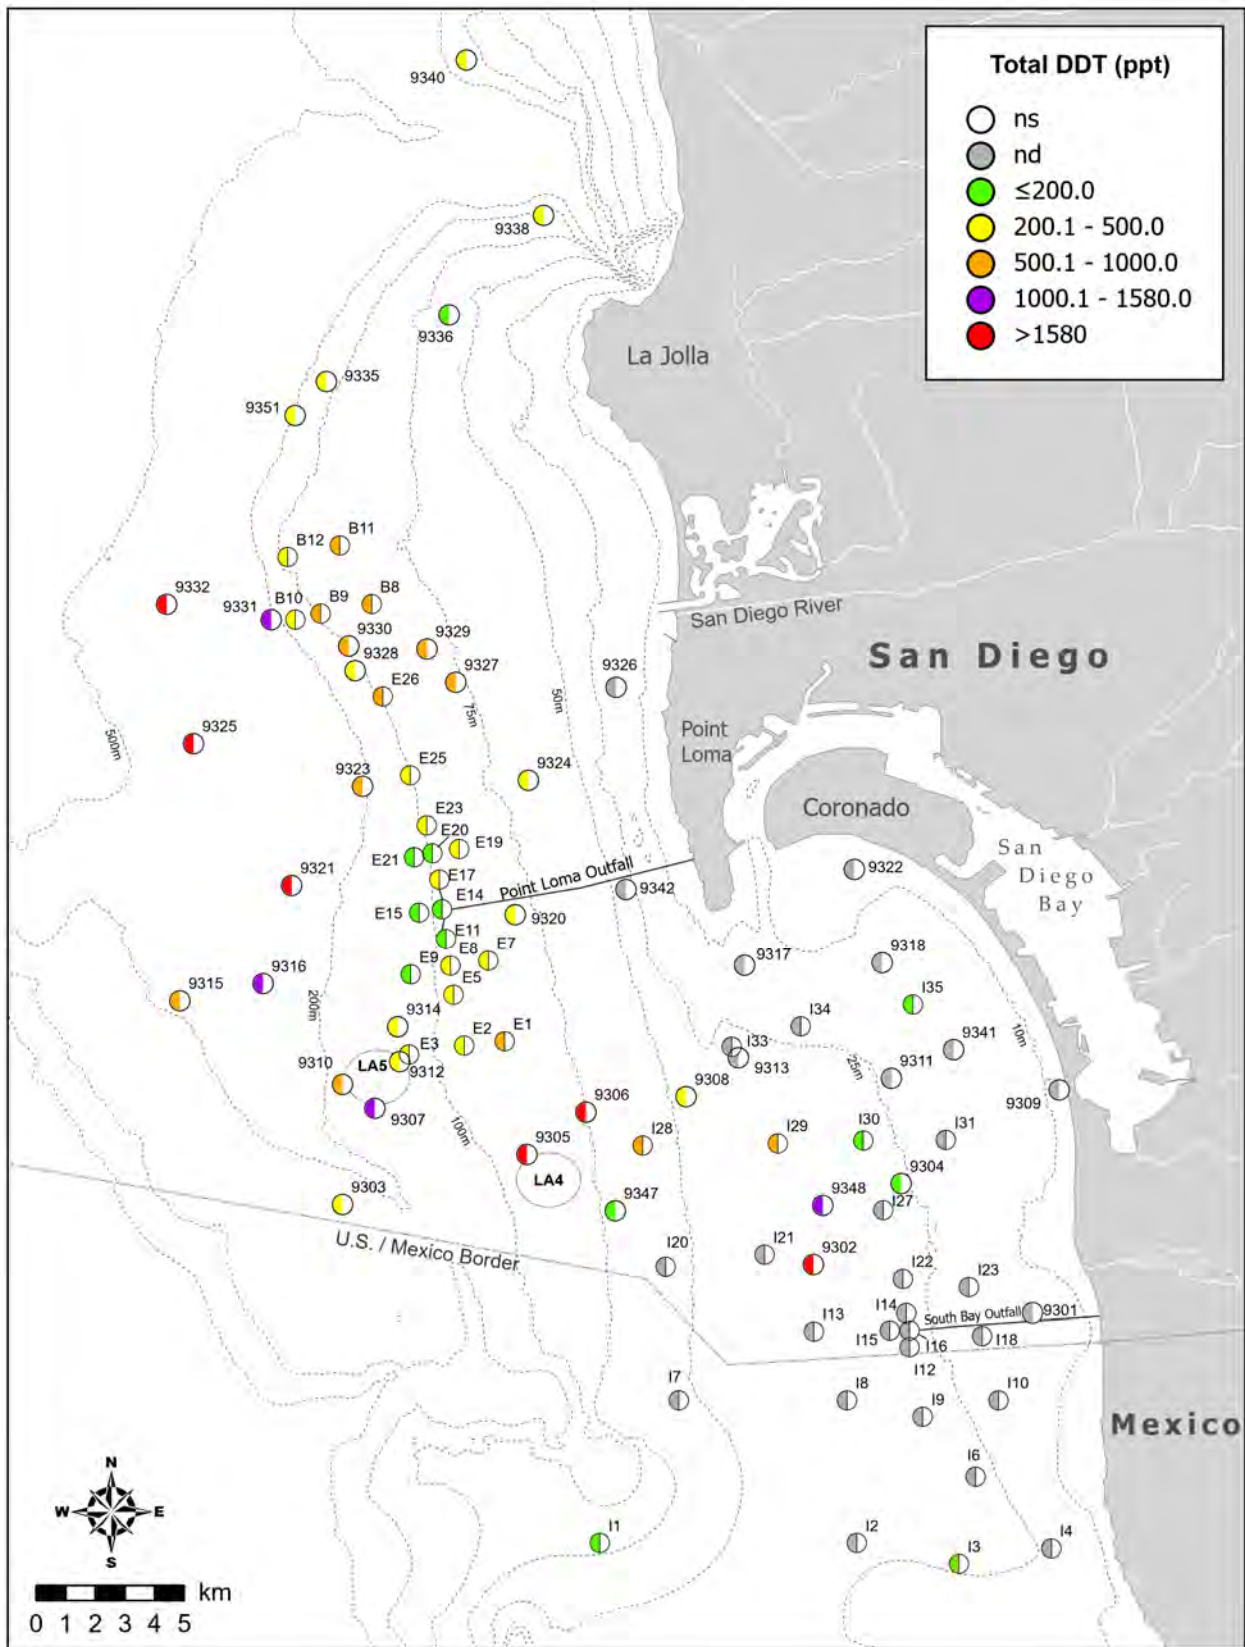 Total DDT (ppt)
ns
nd
≤200.0
200.1 - 500.0
500.1 - 1000.0
1000.1 - 1580.0
>1580
9340
9338
9336
La Jolla
9335
9351
B12
B11
9332
9331
B10
B9
B8
San Diego River
9330
9329
9328
9327
9326
San Diego
E26
75m
50m
500m
9325
Point
Loma
9323
E25
9324
Coronado
E23
E20
E19
E21
San
Diego
Bay
9321
E17
Point Loma Outfall
9342
9322
E14
E15
9320
E11
E8
E7
9317
9318
E9
9316
9315
E5
I35
200m
9314
E2
E1
I34
10m
E3
I33
9341
LA5
9312
9313
25m
9311
9310
9308
9309
9307
9306
100m
I28
I29
I30
I31
9305
LA4
9304
9303
9347
9348
I27
U.S. / Mexico Border
I20
I21
9302
I22
I23
I14
South Bay Outfall
9301
I13
I15
I16
I18
I12
I7
I8
I9
I10
Mexico
I6
N
W
E
S
I1
I2
I3
I4
km
0 1 2 3 4 5